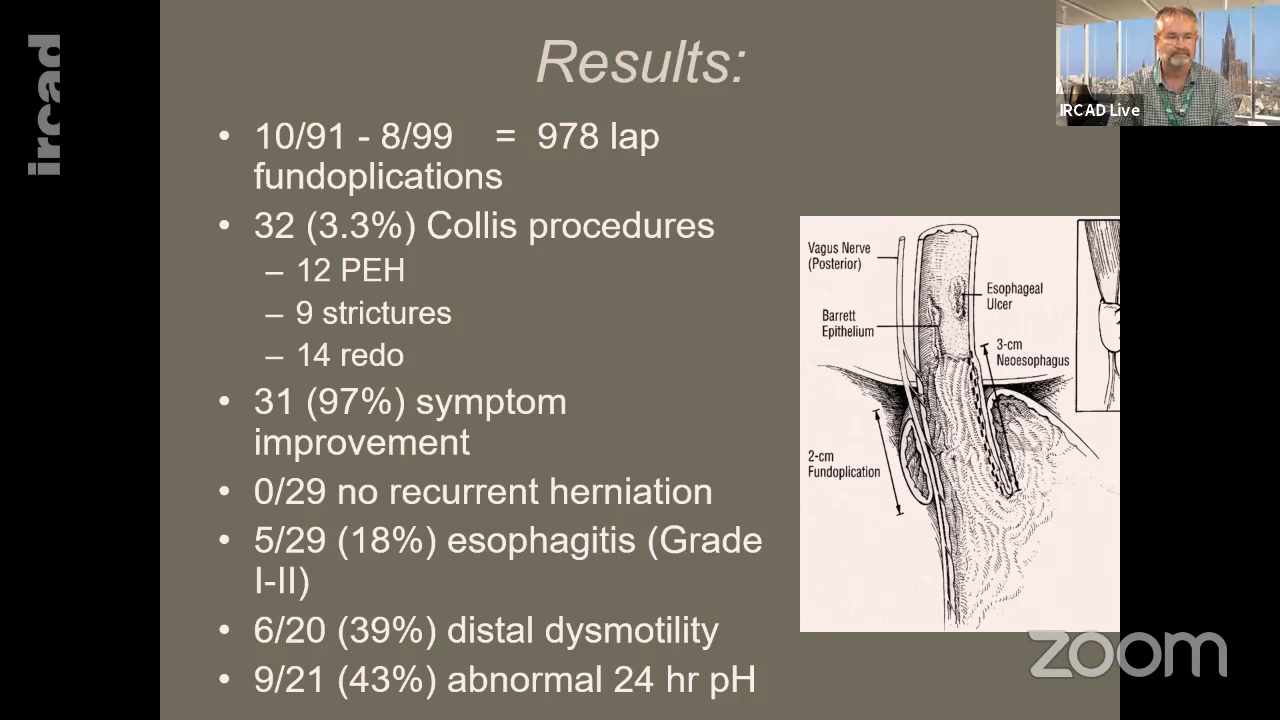 ircad
Results:
• 10/91 - 8/99 = 978 lap
fundoplications
• 32 (3.3%) Collis procedures
– 12 PEH
– 9 strictures
– 14 redo
• 31 (97%) symptom
improvement
• 0/29 no recurrent herniation
• 5/29 (18%) esophagitis (Grade
I-II)
• 6/20 (39%) distal dysmotility
• 9/21 (43%) abnormal 24 hr pH
Vagus Nerve
(Posterior)
Esophageal
Ulcer
Barrett
Epithelium
3-cm
Neoesophagus
2-cm
Fundoplication
IRCAD Live
zoom